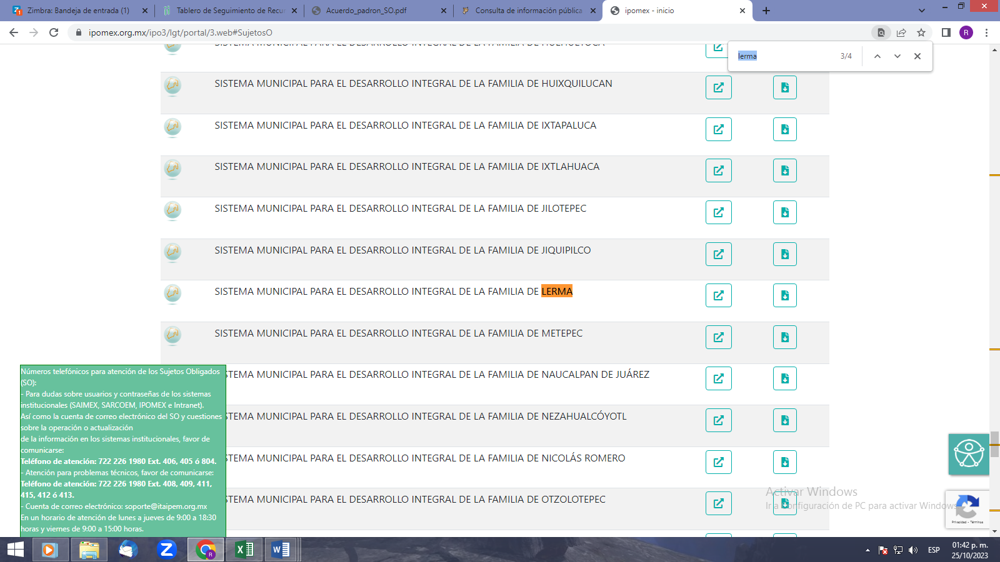 Zimbra: Bandeja de entrada (1)
Tablero de Seguimiento de Recur
Acuerdo_padron_SO.pdf
Consulta de información pública
ipomex - inicio
ipomex.org.mx/ipo3/lgt/portal/3.web#SujetosO
R
lerma
3/4
SISTEMA MUNICIPAL PARA EL DESARROLLO INTEGRAL DE LA FAMILIA DE HUEHUETOCA
SISTEMA MUNICIPAL PARA EL DESARROLLO INTEGRAL DE LA FAMILIA DE HUIXQUILUCAN
SISTEMA MUNICIPAL PARA EL DESARROLLO INTEGRAL DE LA FAMILIA DE IXTAPALUCA
SISTEMA MUNICIPAL PARA EL DESARROLLO INTEGRAL DE LA FAMILIA DE IXTLAHUACA
SISTEMA MUNICIPAL PARA EL DESARROLLO INTEGRAL DE LA FAMILIA DE JILOTEPEC
SISTEMA MUNICIPAL PARA EL DESARROLLO INTEGRAL DE LA FAMILIA DE JIQUIPILCO
SISTEMA MUNICIPAL PARA EL DESARROLLO INTEGRAL DE LA FAMILIA DE LERMA
SISTEMA MUNICIPAL PARA EL DESARROLLO INTEGRAL DE LA FAMILIA DE METEPEC
STEMA MUNICIPAL PARA EL DESARROLLO INTEGRAL DE LA FAMILIA DE NAUCALPAN DE JUÁREZ
STEMA MUNICIPAL PARA EL DESARROLLO INTEGRAL DE LA FAMILIA DE NEZAHUALCÓYOTL
STEMA MUNICIPAL PARA EL DESARROLLO INTEGRAL DE LA FAMILIA DE NICOLÁS ROMERO
STEMA MUNICIPAL PARA EL DESARROLLO INTEGRAL DE LA FAMILIA DE OTZOLOTEPEC
Números telefónicos para atención de los Sujetos Obligados
(SO):
- Para dudas sobre usuarios y contraseñas de los sistemas
institucionales (SAIMEX, SARCOEM, IPOMEX e Intranet).
Así como la cuenta de correo electrónico del SO y cuestiones
sobre la operación o actualización
de la información en los sistemas institucionales, favor de
comunicarse:
Teléfono de atención: 722 226 1980 Ext. 406, 405 ó 804.
- Atención para problemas técnicos, favor de comunicarse:
Teléfono de atención: 722 226 1980 Ext. 408, 409, 411,
415, 412 ó 413.
- Cuenta de correo electrónico: soporte@itaipem.org.mx
En un horario de atención de lunes a jueves de 9:00 a 18:30
horas y viernes de 9:00 a 15:00 horas.
Activar Windows
Ir a Configuración de PC para activar Windows.
Privacidad - Términos
ESP
01:42 p. m.
25/10/2023